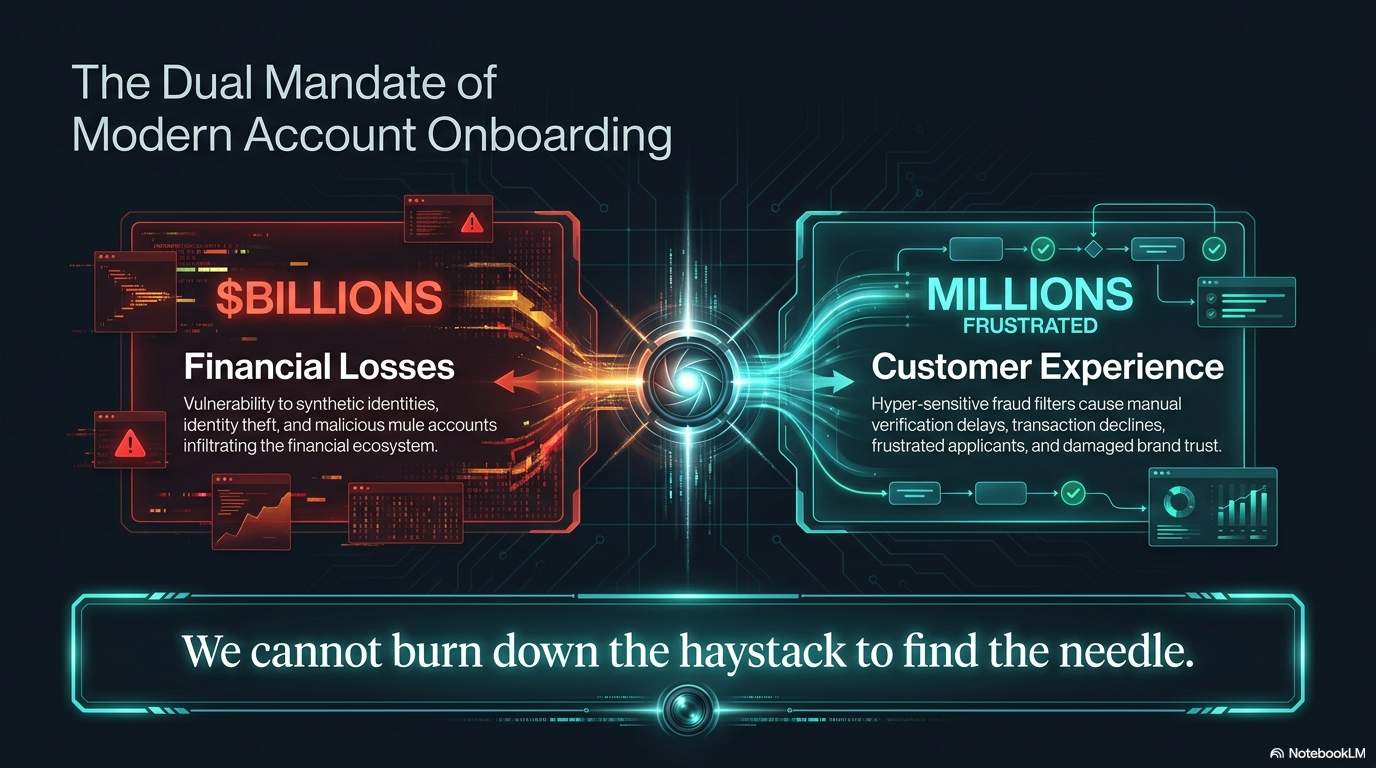 The Dual Mandate of
Modern Account Onboarding
$BILLIONS
Financial Losses
Vulnerability to synthetic identities,
identity theft, and malicious mule accounts
infiltrating the financial ecosystem.
MILLIONS
FRUSTRATED
Customer Experience
Hyper-sensitive fraud filters cause manual
verification delays, transaction declines,
frustrated applicants, and damaged brand trust.
We cannot burn down the haystack to find the needle.
NotebookLM